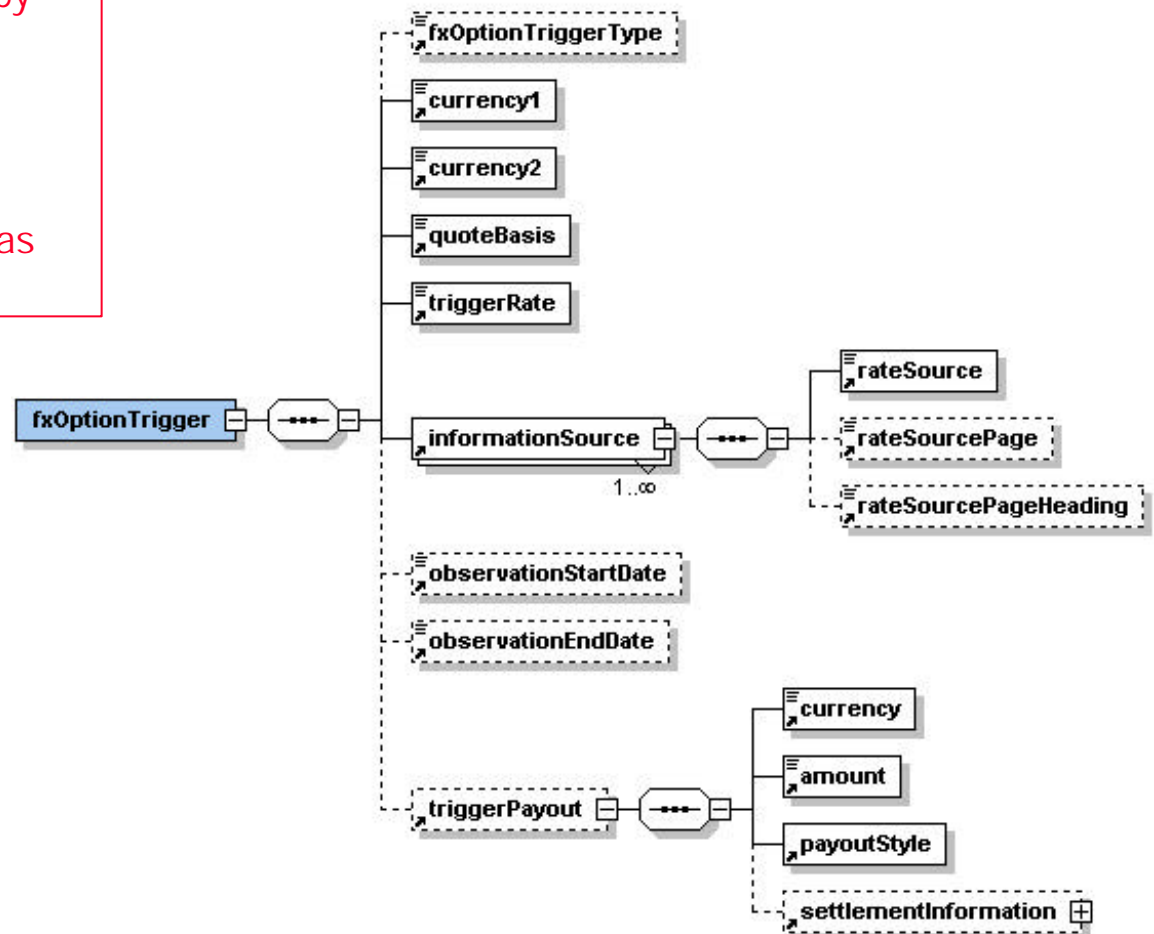 by
as
fxOptionTriggerType
currency1
currency2
quoteBasis
triggerRate
fxOptionTrigger
informationSource
1..∞
rateSource
rateSourcePage
rateSourcePageHeading
observationStartDate
observationEndDate
triggerPayout
currency
amount
payoutStyle
settlementInformation